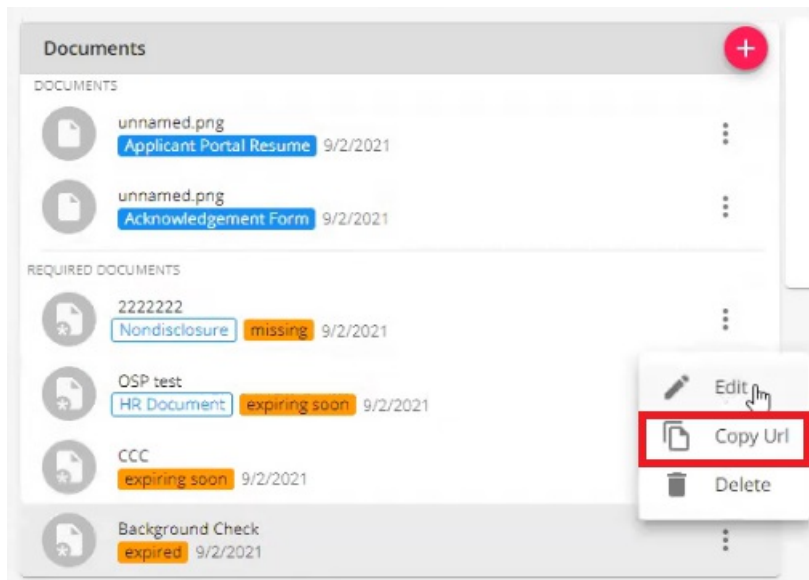 Documents
DOCUMENTS
unnamed.png
Applicant Portal Resume 9/2/2021
unnamed.png
Acknowledgement Form 9/2/2021
REQUIRED DOCUMENTS
2222222
Nondisclosure missing 9/2/2021
OSP test
HR Document expiring soon 9/2/2021
CCC
expiring soon 9/2/2021
Background Check
expired 9/2/2021
Edit
Copy Url
Delete